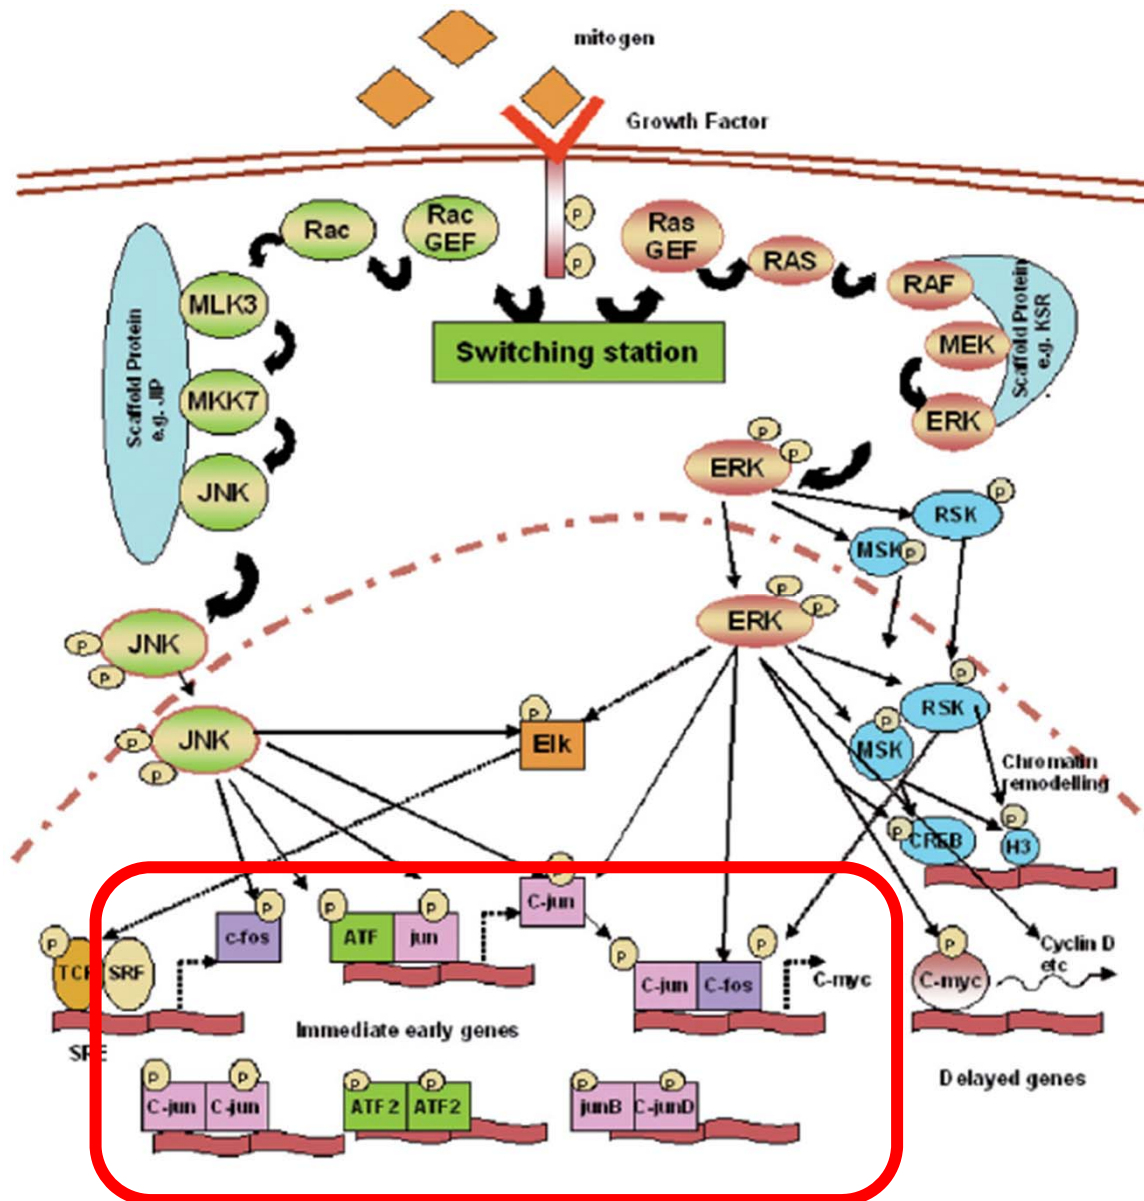 mitogen
Growth Factor
P
P
Rac
Rac
GEF
Ras
GEF
RAS
RAF
MEK
ERK
Scaffold Protein
e.g. KSR
Scaffold Protein
e.g. JIP
MLK3
MKK7
JNK
Switching station
P
P
ERK
P
RSK
MSK
P
P
P
ERK
P
P
JNK
P
P
JNK
P
Elk
P
RSK
P
MSK
Chromatin
remodelling
P
CREB
P
H3
P
TCF
SRF
SRE
P
c-fos
P
P
ATF
jun
P
C-jun
P
P
C-jun
C-fos
C-myc
P
C-myc
Cyclin D
etc
Immediate early genes
Delayed genes
P
P
C-jun
C-jun
P
P
ATF2
ATF2
P
P
junB
C-junD